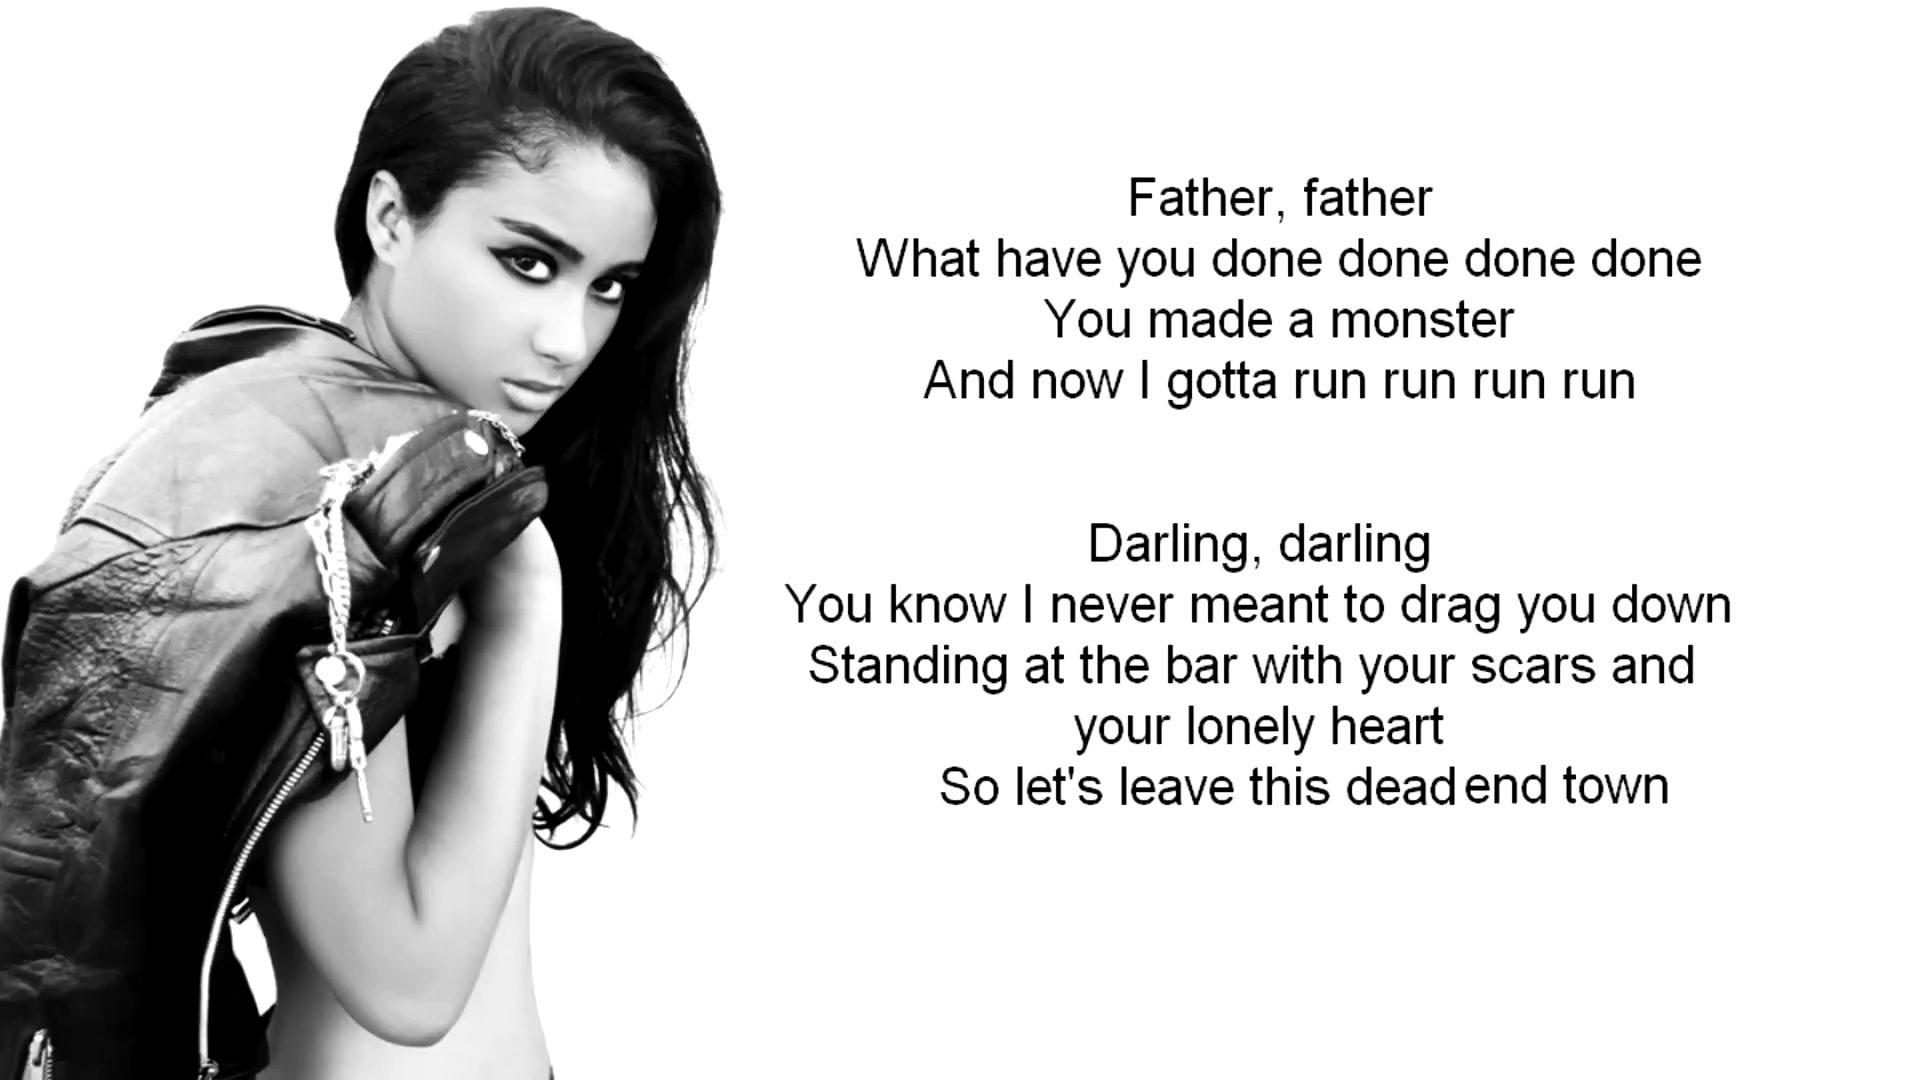 Father, father
What have you done done done done
You made a monster
And now I gotta run run run run
Darling, darling
You know I never meant to drag you down
Standing at the bar with your scars and
your lonely heart
So let's leave this dead end town